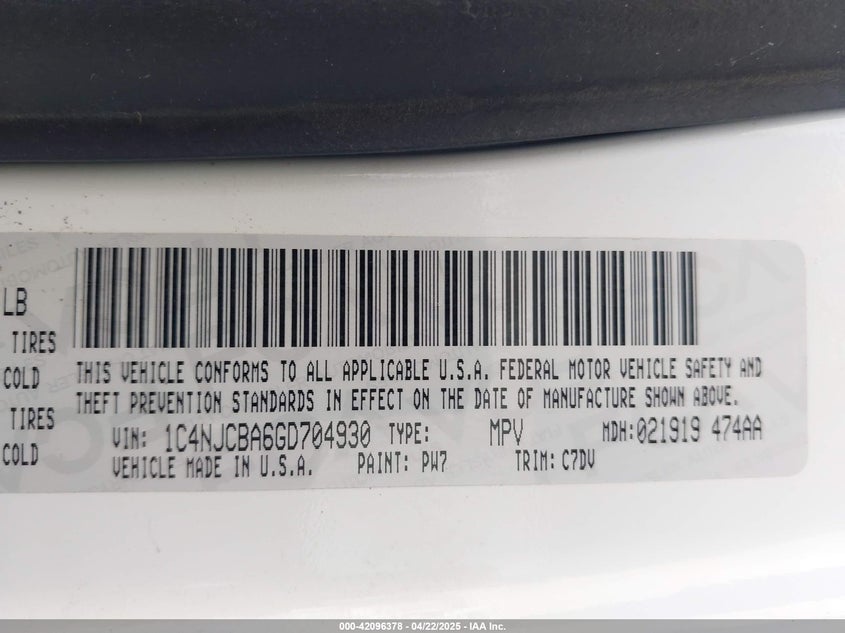 LB
TIRES
COLD
TIRES
COLD
THIS VEHICLE CONFORMS TO ALL APPLICABLE U.S.A. FEDERAL MOTOR VEHICLE SAFETY AND
THEFT PREVENTION STANDARDS IN EFFECT ON THE DATE OF MANUFACTURE SHOWN ABOVE.
VIN: 1C4NJCBA6GD704930 TYPE: MPV MDH:021919 474AA
VEHICLE MADE IN U.S.A. PAINT: PW7 TRIM: C7DV
000-42096378 - 04/22/2025 - IAA Inc.